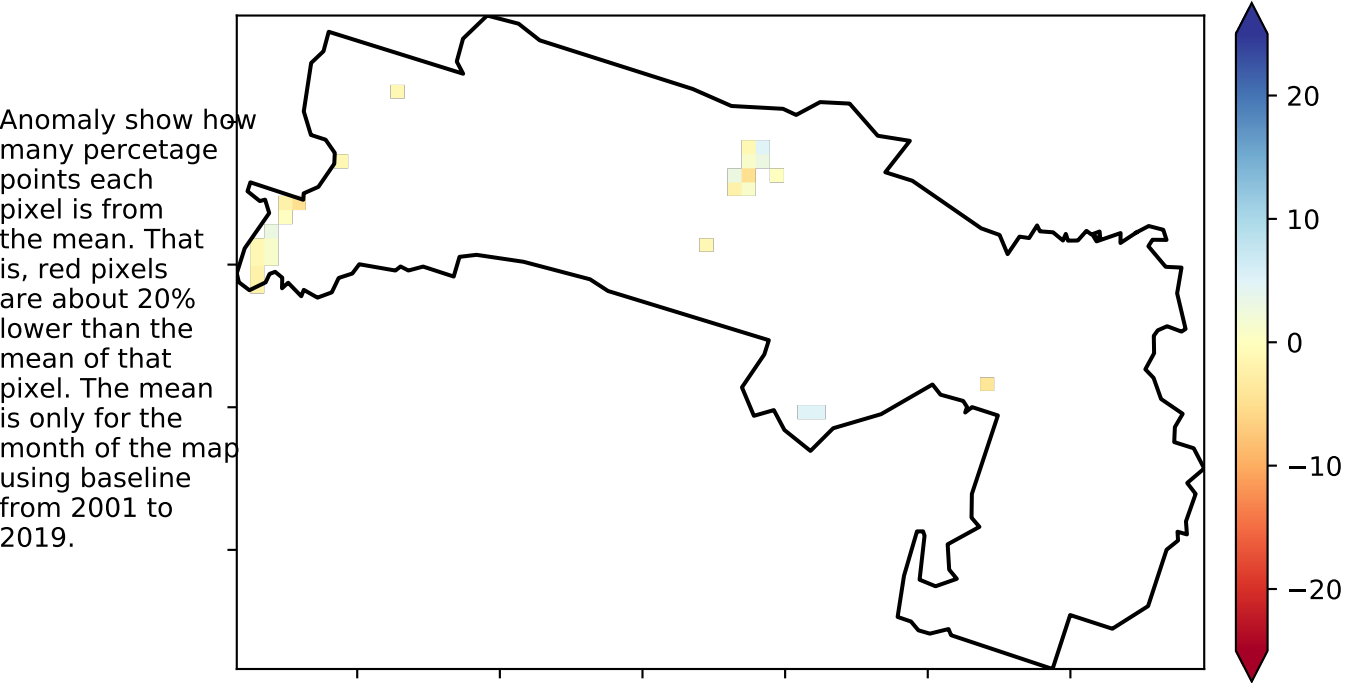 Anomaly show how
many percetage
points each
pixel is from
the mean. That
is, red pixels
are about 20%
lower than the
mean of that
pixel. The mean
is only for the
month of the map
using baseline
from 2001 to
2019.
20
10
0
−10
−20